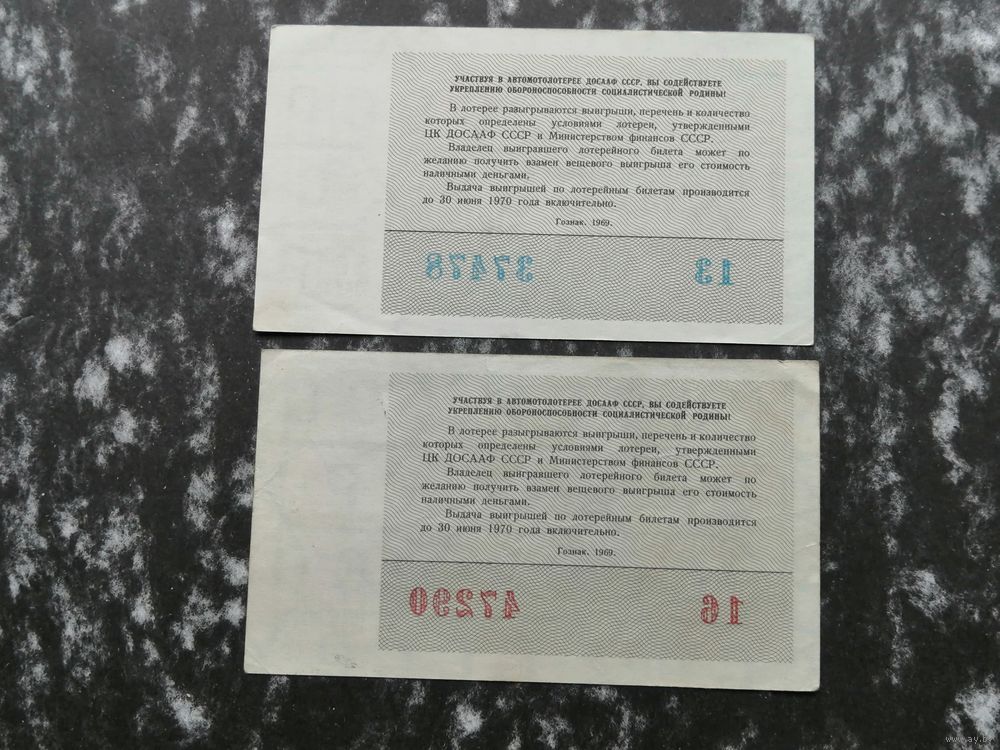 УЧАСТВУЯ В АВТОМОТОЛОТЕРЕЕ ДОСААФ СССР, ВЫ СОДЕЙСТВУЕТЕ
УКРЕПЛЕНИЮ ОБОРОНОСПОСОБНОСТИ СОЦИАЛИСТИЧЕСКОЙ РОДИНЫ!
В лотерее разыгрываются выигрыши, перечень и количество
которых определены условиями лотереи, утвержденными
ЦК ДОСААФ СССР и Министерством финансов СССР.
Владелец выигравшего лотерейного билета может по
желанию получить взамен вещевого выигрыша его стоимость
наличными деньгами.
Выдача выигрышей по лотерейным билетам производится
до 30 июня 1970 года включительно.
Гознак. 1969.
13 37478
УЧАСТВУЯ В АВТОМОТОЛОТЕРЕЕ ДОСААФ СССР, ВЫ СОДЕЙСТВУЕТЕ
УКРЕПЛЕНИЮ ОБОРОНОСПОСОБНОСТИ СОЦИАЛИСТИЧЕСКОЙ РОДИНЫ!
В лотерее разыгрываются выигрыши, перечень и количество
которых определены условиями лотереи, утвержденными
ЦК ДОСААФ СССР и Министерством финансов СССР.
Владелец выигравшего лотерейного билета может по
желанию получить взамен вещевого выигрыша его стоимость
наличными деньгами.
Выдача выигрышей по лотерейным билетам производится
до 30 июня 1970 года включительно.
Гознак. 1969.
16 47290